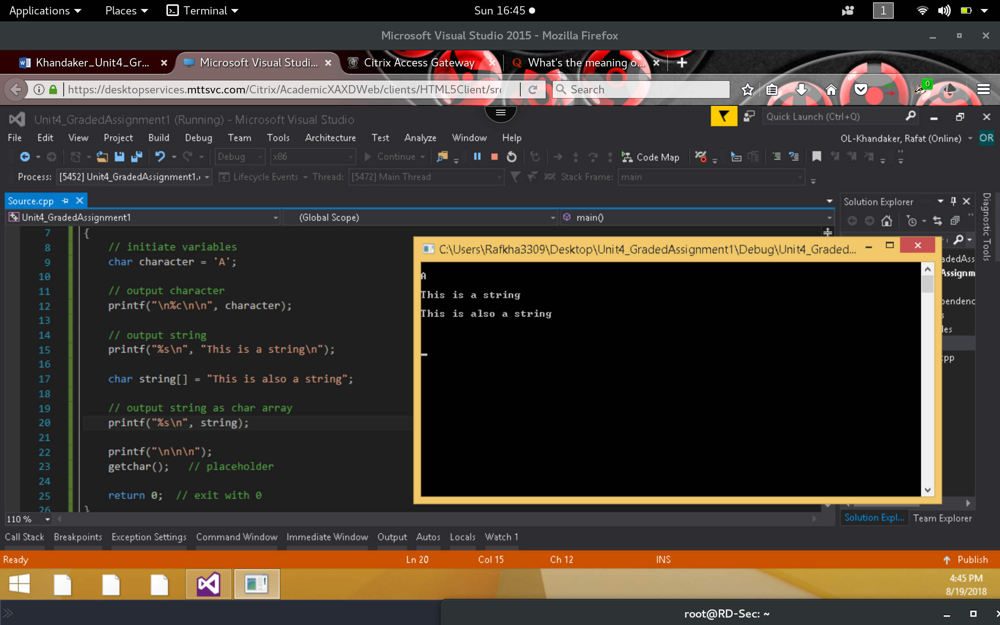 Applications Places Terminal Sun 16:45 1
Microsoft Visual Studio 2015 - Mozilla Firefox
Khandaker_Unit4_Gr... Microsoft Visual Studi... Citrix Access Gateway What's the meaning o...
https://desktopservices.mttsvc.com/Citrix/AcademicXAXDWeb/clients/HTML5Client/src Search 0
Unit4_GradedAssignment1 (Running) - Microsoft Visual Studio Quick Launch (Ctrl+Q)
File Edit View Project Build Debug Team Tools Architecture Test Analyze Window Help OL-Khandaker, Rafat (Online) OR
Debug x86 Continue Code Map
Process: [5452] Unit4_GradedAssignment1. Lifecycle Events Thread: [5472] Main Thread Stack Frame: main
Source.cpp Solution Explorer
Diagnostic Tools
Unit4_GradedAssignment1 (Global Scope) main()
7 {
8 // initiate variables
9 char character = 'A';
10
11 // output character
12 printf("\n%c\n\n", character);
13
14 // output string
15 printf("%s\n", "This is a string\n");
16
17 char string[] = "This is also a string";
18
19 // output string as char array
20 printf("%s\n", string);
21
22 printf("\n\n\n");
23 getchar(); // placeholder
24
25 return 0; // exit with 0
26 }
C:\Users\Rafkha3309\Desktop\Unit4_GradedAssignment1\Debug\Unit4_Graded...
A
This is a string
This is also a string
adedAss
Assignm
pendenc
s
les
cpp
110 %
Solution Expl... Team Explorer
Call Stack Breakpoints Exception Settings Command Window Immediate Window Output Autos Locals Watch 1
Ready Ln 20 Col 15 Ch 12 INS Publish
4:45 PM
8/19/2018
root@RD-Sec: ~